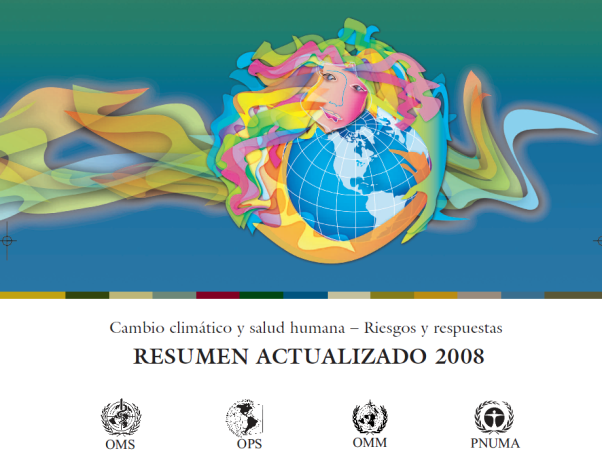 Cambio climático y salud humana – Riesgos y respuestas
RESUMEN ACTUALIZADO 2008
OMS
OPS
OMM
PNUMA